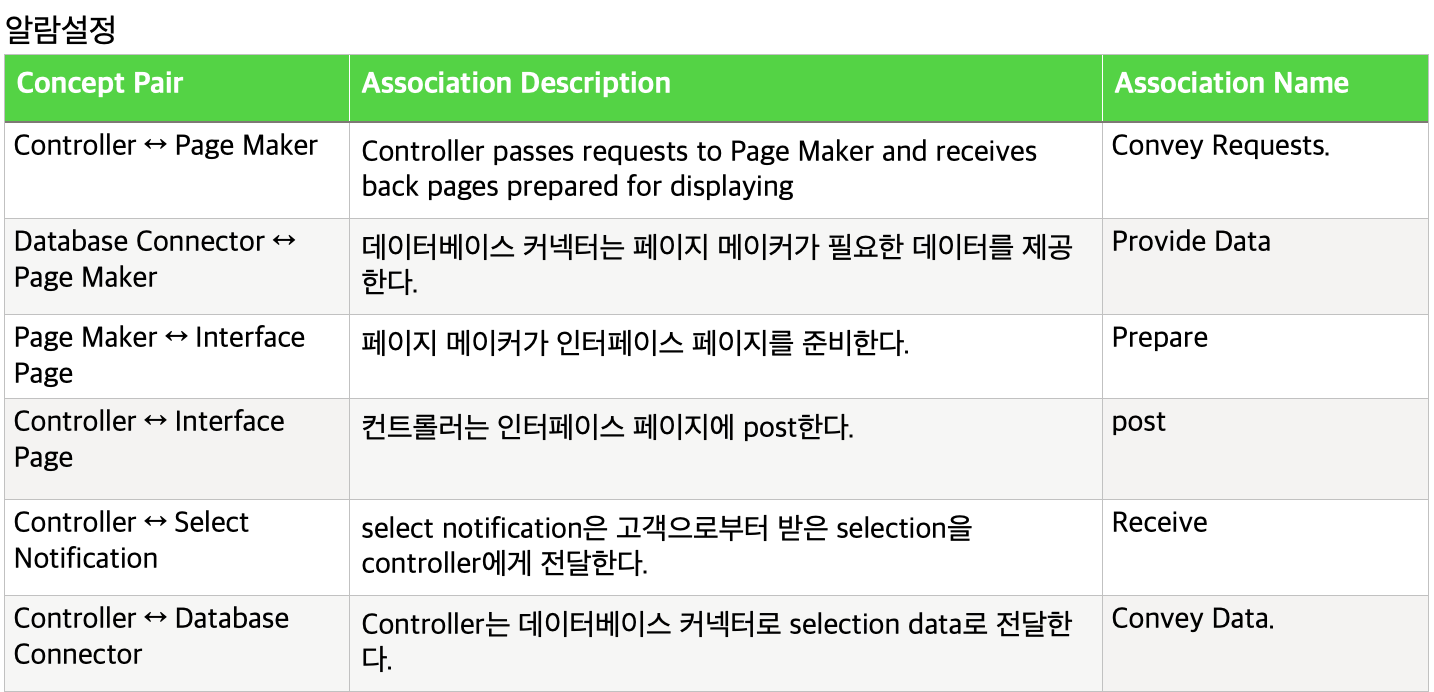 알람설정
Concept Pair
Association Description
Association Name
Controller ↔ Page Maker
Controller passes requests to Page Maker and receives
back pages prepared for displaying
Convey Requests.
Database Connector ↔
Page Maker
데이터베이스 커넥터는 페이지 메이커가 필요한 데이터를 제공
한다.
Provide Data
Page Maker ↔ Interface
Page
페이지 메이커가 인터페이스 페이지를 준비한다.
Prepare
Controller ↔ Interface
Page
컨트롤러는 인터페이스 페이지에 post한다.
post
Controller ↔ Select
Notification
select notification은 고객으로부터 받은 selection을
controller에게 전달한다.
Receive
Controller ↔ Database
Connector
Controller는 데이터베이스 커넥터로 selection data로 전달한
다.
Convey Data.